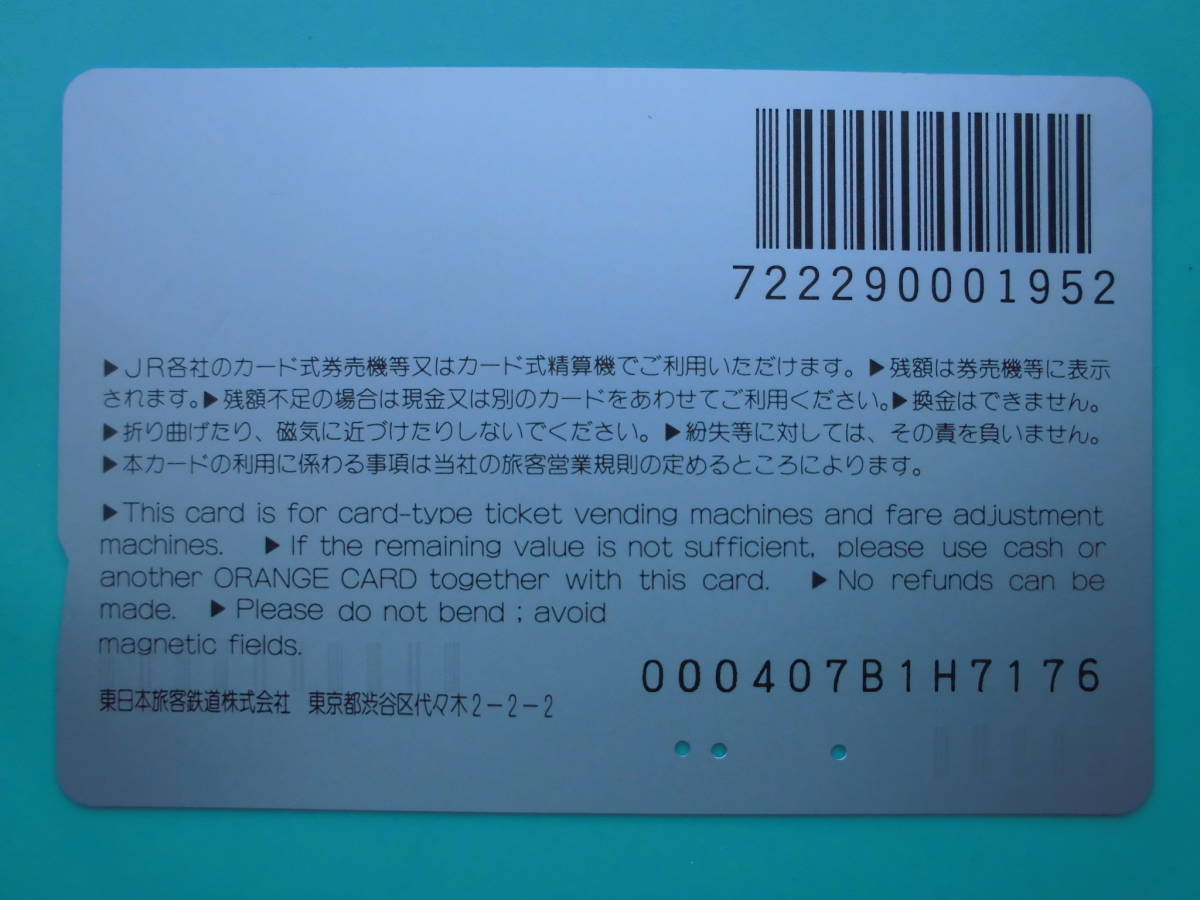 722290001952
▶JR各社のカード式券売機等又はカード式精算機でご利用いただけます。▶残額は券売機等に表示
されます。▶残額不足の場合は現金又は別のカードをあわせてご利用ください。▶換金はできません。
▶折り曲げたり、磁気に近づけたりしないでください。▶紛失等に対しては、その責を負いません。
▶本カードの利用に係わる事項は当社の旅客営業規則の定めるところによります。
▶This card is for card-type ticket vending machines and fare adjustment
machines. ▶If the remaining value is not sufficient, please use cash or
another ORANGE CARD together with this card. ▶No refunds can be
made. ▶Please do not bend ; avoid
magnetic fields.
000407B1H7176
東日本旅客鉄道株式会社 東京都渋谷区代々木2-2-2